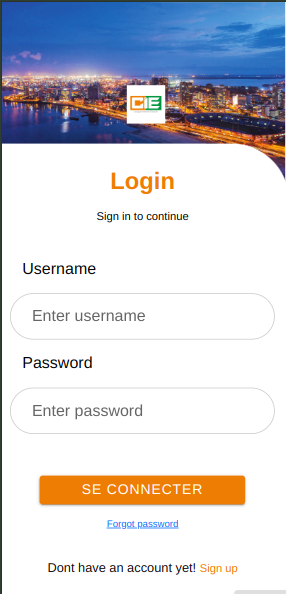 CIE
Login
Sign in to continue
Username
Enter username
Password
Enter password
SE CONNECTER
Forgot password
Dont have an account yet! Sign up